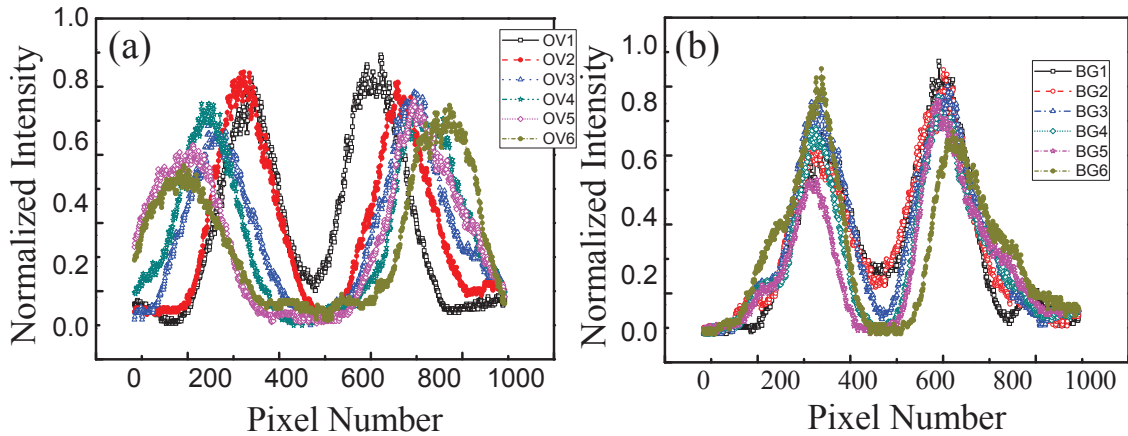 (a)
Normalized Intensity
1.0
0.8
0.6
0.4
0.2
0.0
0 200 400 600 800 1000
Pixel Number
OV1
OV2
OV3
OV4
OV5
OV6
(b)
Normalized Intensity
1.0
0.8
0.6
0.4
0.2
0.0
0 200 400 600 800 1000
Pixel Number
BG1
BG2
BG3
BG4
BG5
BG6